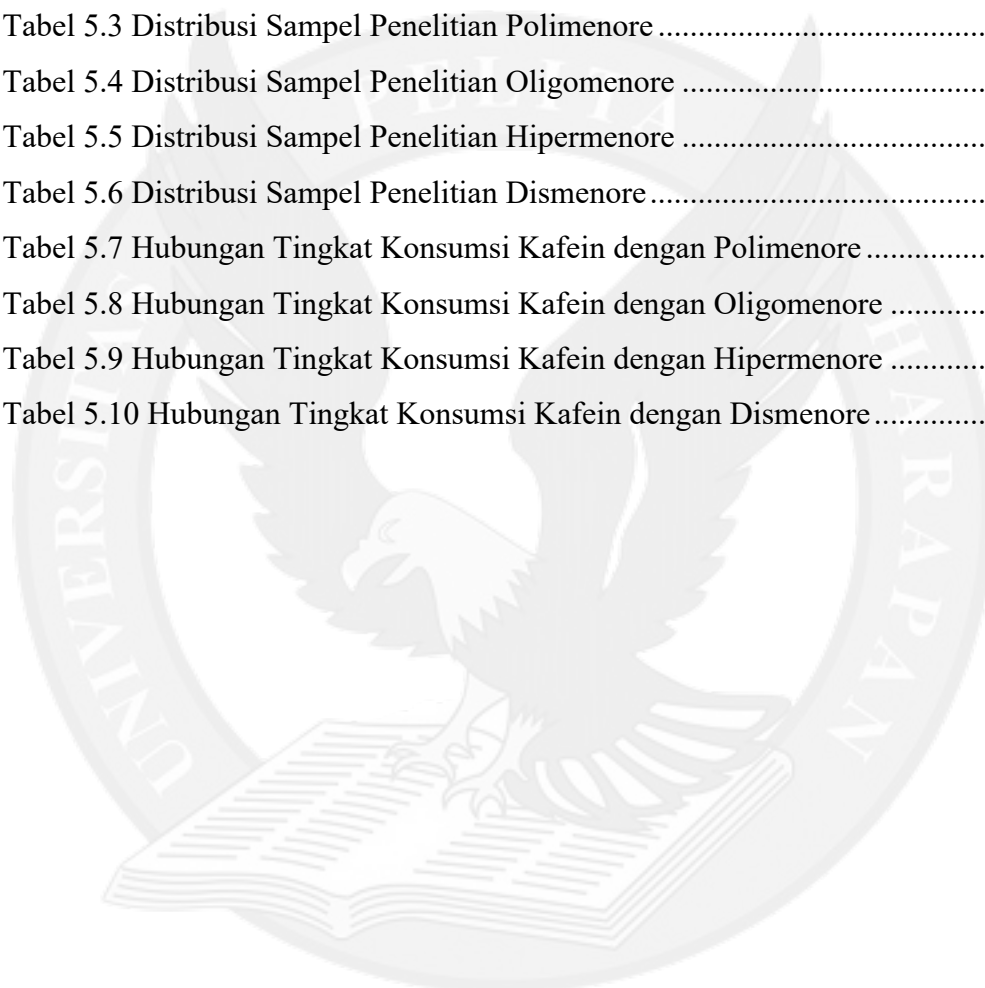 Tabel 5.3 Distribusi Sampel Penelitian Polimenore ...................................
Tabel 5.4 Distribusi Sampel Penelitian Oligomenore .................................
Tabel 5.5 Distribusi Sampel Penelitian Hipermenore .................................
Tabel 5.6 Distribusi Sampel Penelitian Dismenore ....................................
Tabel 5.7 Hubungan Tingkat Konsumsi Kafein dengan Polimenore ..............
Tabel 5.8 Hubungan Tingkat Konsumsi Kafein dengan Oligomenore ............
Tabel 5.9 Hubungan Tingkat Konsumsi Kafein dengan Hipermenore ............
Tabel 5.10 Hubungan Tingkat Konsumsi Kafein dengan Dismenore ..............
UNIVERSITAS PELITA HARAPAN